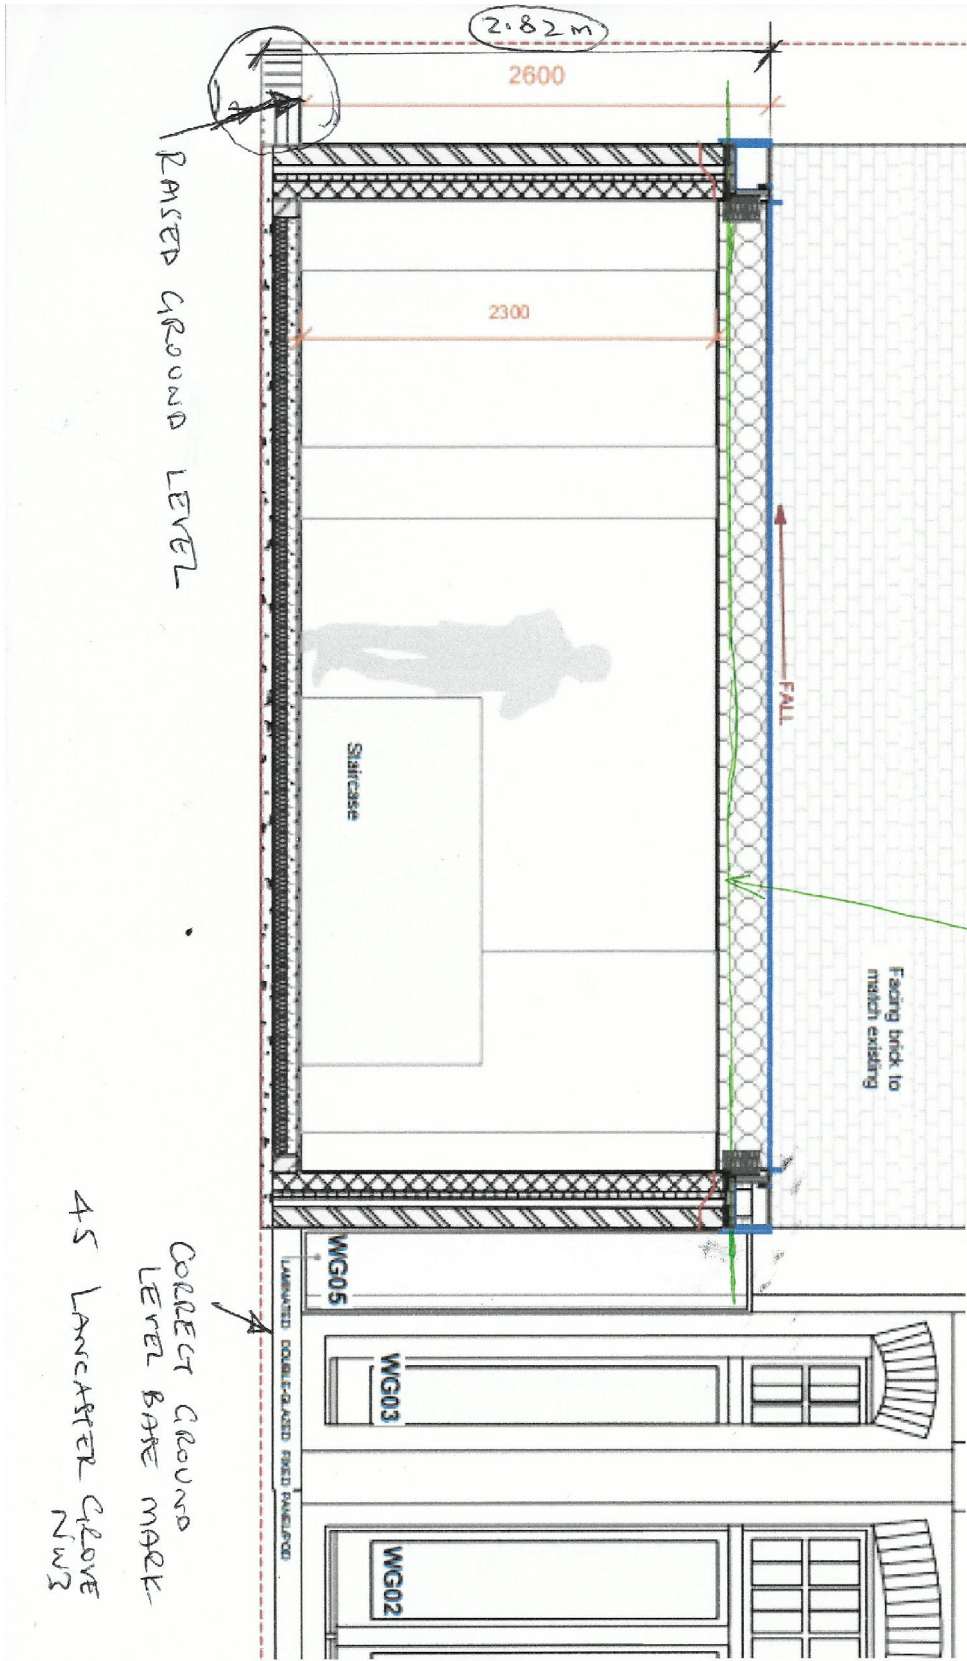 2.82m
2600
RAISED GROUND LEVEL
2300
FALL
Staircase
Facing brick to
match existing
WG05
LAMINATED DOUBLE-GLAZED FIXED PANEL/POD
WG03
WG02
CORRECT GROUND
LEVEL BASE MARK
45 LANCASTER GROVE
NW3